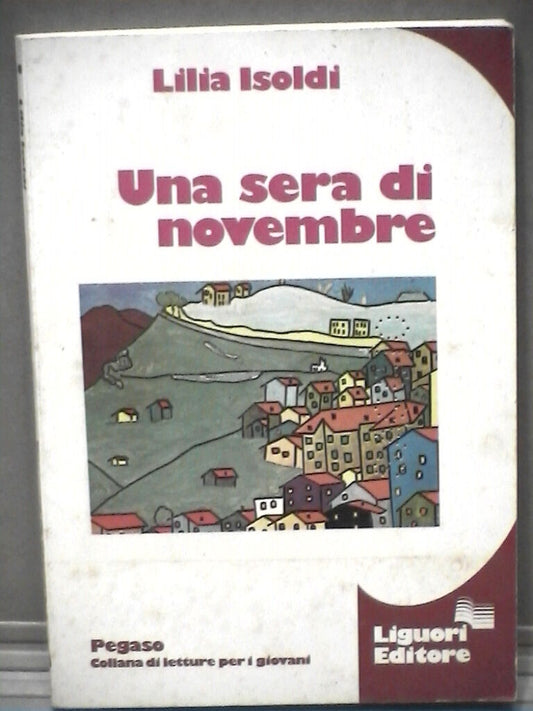 Lilia Isoldi
Una sera di
novembre
Pegaso
Collana di letture per i giovani
Liguori
Editore